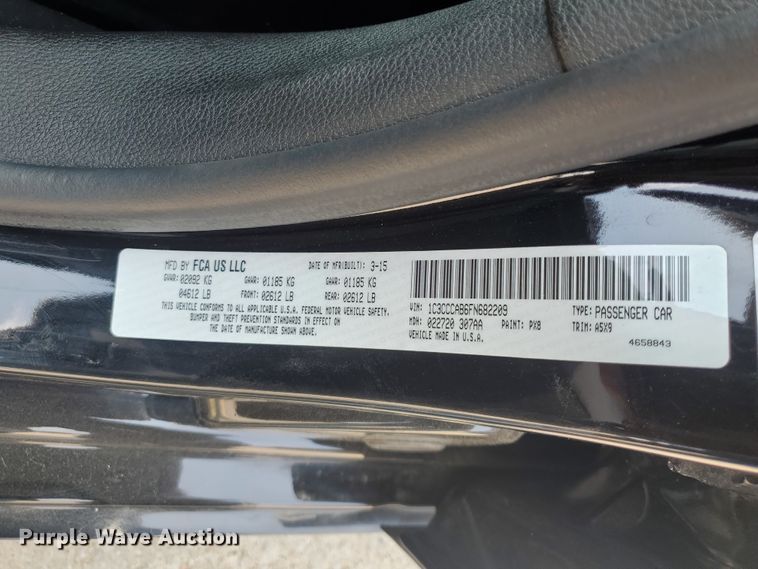 MFD BY FCA US LLC DATE OF MFR(BUILT): 3-15
GVWR: 02092 KG GAWR: 01185 KG GAWR: 01185 KG
04612 LB FRONT: 02612 LB REAR: 02612 LB
THIS VEHICLE CONFORMS TO ALL APPLICABLE U.S.A. FEDERAL MOTOR VEHICLE SAFETY,
BUMPER AND THEFT PREVENTION STANDARDS IN EFFECT ON
THE DATE OF MANUFACTURE SHOWN ABOVE.
VIN: 1C3CCCAB6FN682209 TYPE: PASSENGER CAR
MDH: 022720 307AA PAINT: PX8 TRIM: A5X9
VEHICLE MADE IN U.S.A. 4658843
Purple Wave Auction